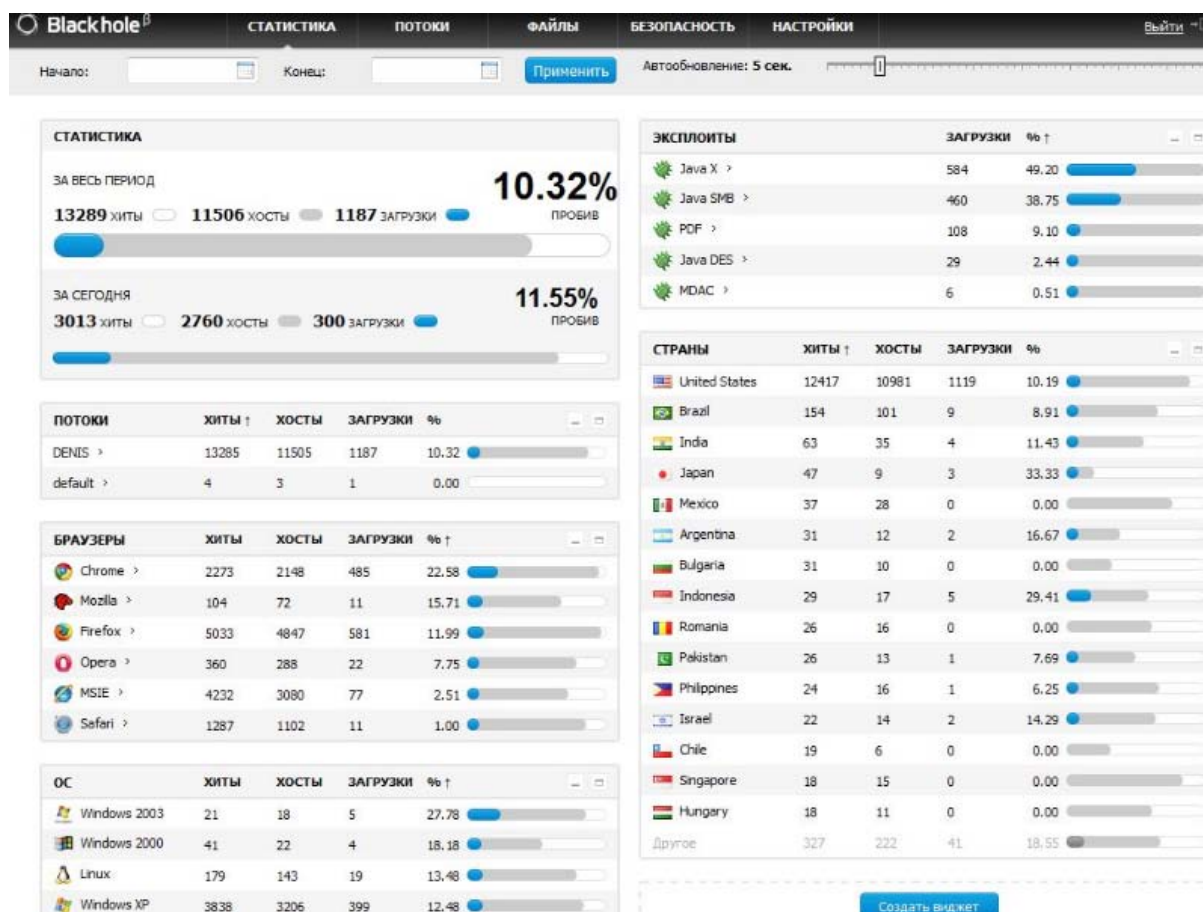 Blackhole β СТАТИСТИКА ПОТОКИ ФАЙЛЫ БЕЗОПАСНОСТЬ НАСТРОЙКИ Выйти
Начало: Конец: Применить Автообновление: 5 сек.
СТАТИСТИКА
ЗА ВЕСЬ ПЕРИОД
10.32%
13289 ХИТЫ 11506 ХОСТЫ 1187 ЗАГРУЗКИ ПРОБИВ
ЗА СЕГОДНЯ
11.55%
3013 ХИТЫ 2760 ХОСТЫ 300 ЗАГРУЗКИ ПРОБИВ
ПОТОКИ ХИТЫ ↑ ХОСТЫ ЗАГРУЗКИ %
DENIS > 13285 11505 1187 10.32
default > 4 3 1 0.00
БРАУЗЕРЫ ХИТЫ ХОСТЫ ЗАГРУЗКИ % ↑
Chrome > 2273 2148 485 22.58
Mozilla > 104 72 11 15.71
Firefox > 5033 4847 581 11.99
Opera > 360 288 22 7.75
MSIE > 4232 3080 77 2.51
Safari > 1287 1102 11 1.00
ОС ХИТЫ ХОСТЫ ЗАГРУЗКИ % ↑
Windows 2003 21 18 5 27.78
Windows 2000 41 22 4 18.18
Linux 179 143 19 13.48
Windows XP 3838 3206 399 12.48
ЭКСПЛОИТЫ ЗАГРУЗКИ % ↑
Java X > 584 49.20
Java SMB > 460 38.75
PDF > 108 9.10
Java DES > 29 2.44
MDAC > 6 0.51
СТРАНЫ ХИТЫ ↑ ХОСТЫ ЗАГРУЗКИ %
United States 12417 10981 1119 10.19
Brazil 154 101 9 8.91
India 63 35 4 11.43
Japan 47 9 3 33.33
Mexico 37 28 0 0.00
Argentina 31 12 2 16.67
Bulgaria 31 10 0 0.00
Indonesia 29 17 5 29.41
Romania 26 16 0 0.00
Pakistan 26 13 1 7.69
Philippines 24 16 1 6.25
Israel 22 14 2 14.29
Chile 19 6 0 0.00
Singapore 18 15 0 0.00
Hungary 18 11 0 0.00
Другое 327 222 41 18.55
Создать виджет